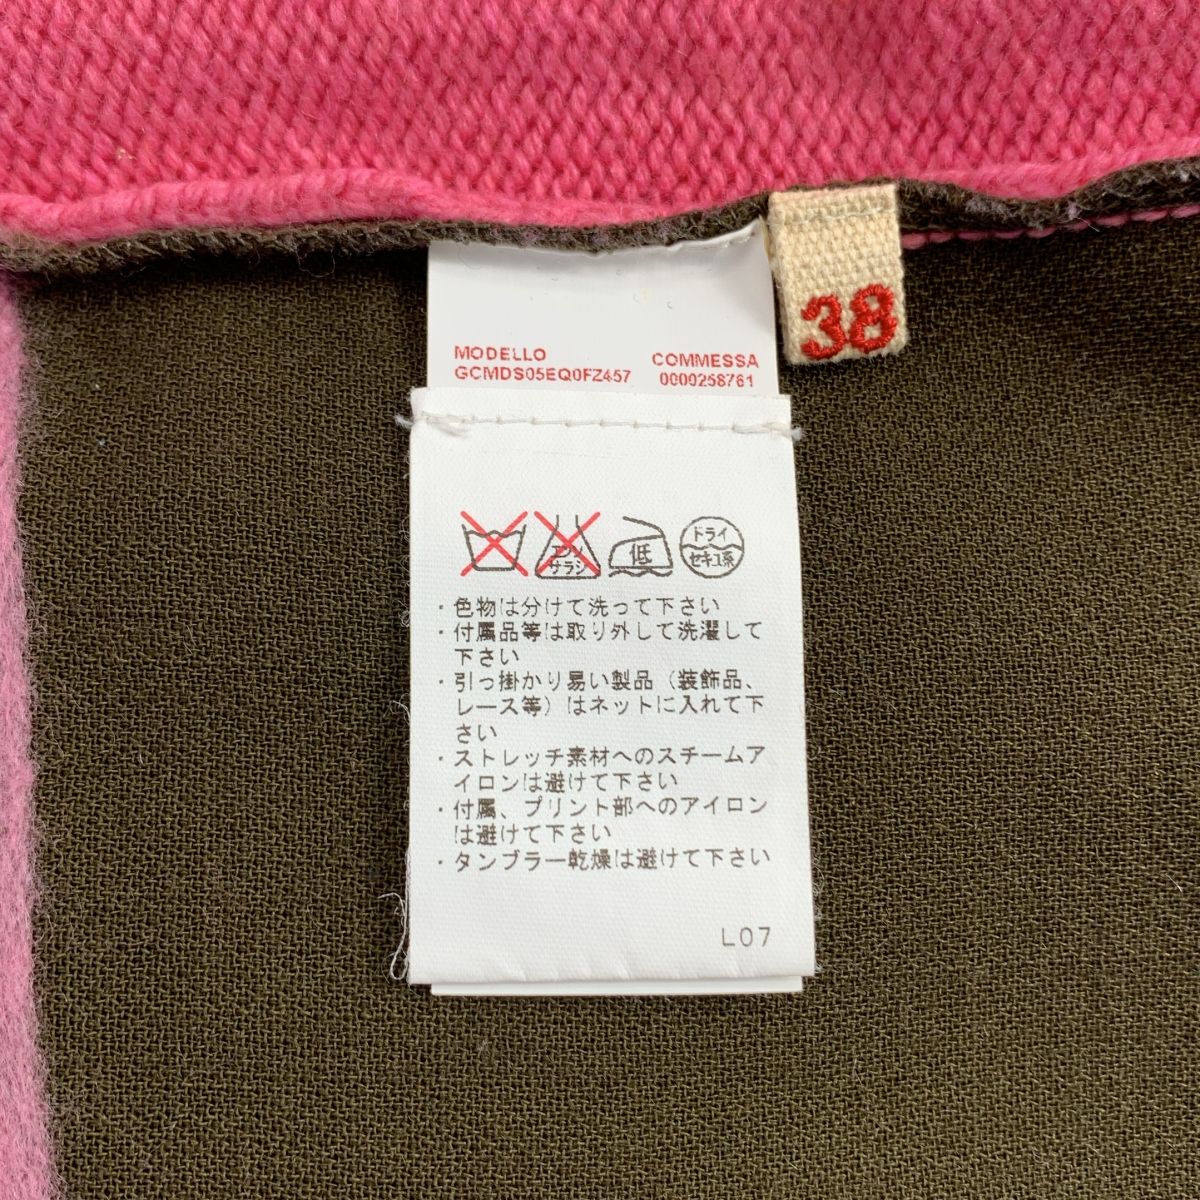 38
MODELLO COMMESSA
GCMDS05EQ0FZ457 0000258761
エンソ サラシ 低 ドライ セキユ系
・色物は分けて洗って下さい
・付属品等は取り外して洗濯して
下さい
・引っ掛かり易い製品（装飾品、
レース等）はネットに入れて下
さい
・ストレッチ素材へのスチームア
イロンは避けて下さい
・付属、プリント部へのアイロン
は避けて下さい
・タンブラー乾燥は避けて下さい
L07